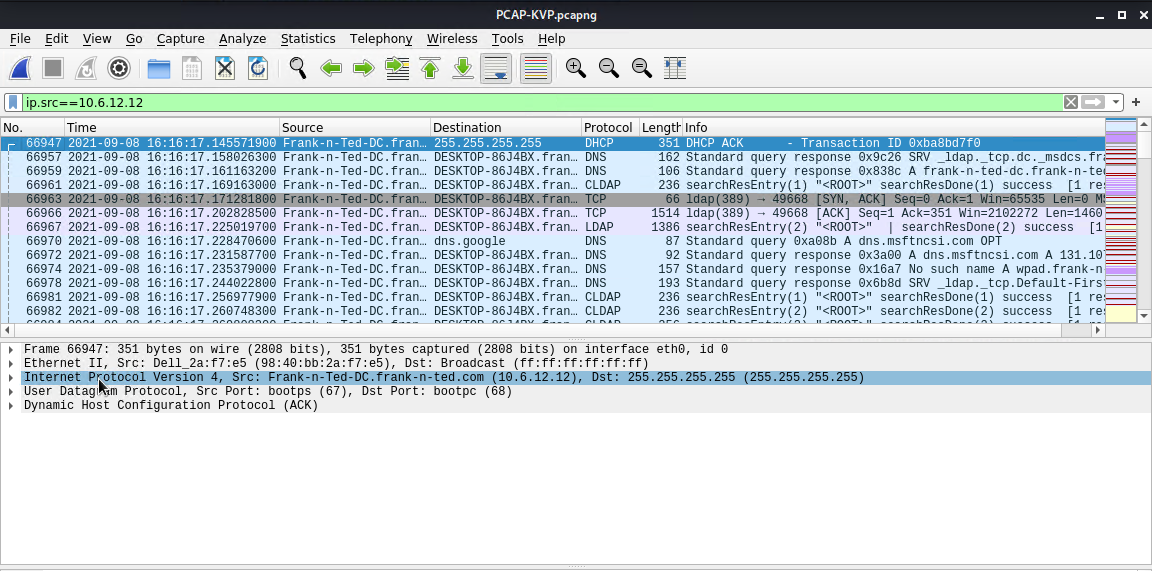 PCAP-KVP.pcapng
File Edit View Go Capture Analyze Statistics Telephony Wireless Tools Help
ip.src==10.6.12.12
No. Time Source Destination Protocol Length Info
66947 2021-09-08 16:16:17.145571900 Frank-n-Ted-DC.fran… 255.255.255.255 DHCP 351 DHCP ACK - Transaction ID 0xba8bd7f0
66957 2021-09-08 16:16:17.158026300 Frank-n-Ted-DC.fran… DESKTOP-86J4BX.fran… DNS 162 Standard query response 0x9c26 SRV _ldap._tcp.dc._msdcs.fra
66959 2021-09-08 16:16:17.161163200 Frank-n-Ted-DC.fran… DESKTOP-86J4BX.fran… DNS 106 Standard query response 0x838c A frank-n-ted-dc.frank-n-ted
66961 2021-09-08 16:16:17.169163000 Frank-n-Ted-DC.fran… DESKTOP-86J4BX.fran… CLDAP 236 searchResEntry(1) "<ROOT>" searchResDone(1) success [1 res
66963 2021-09-08 16:16:17.171281800 Frank-n-Ted-DC.fran… DESKTOP-86J4BX.fran… TCP 66 ldap(389) → 49668 [SYN, ACK] Seq=0 Ack=1 Win=65535 Len=0 MS
66966 2021-09-08 16:16:17.202828500 Frank-n-Ted-DC.fran… DESKTOP-86J4BX.fran… TCP 1514 ldap(389) → 49668 [ACK] Seq=1 Ack=351 Win=2102272 Len=1460
66967 2021-09-08 16:16:17.225019700 Frank-n-Ted-DC.fran… DESKTOP-86J4BX.fran… LDAP 1386 searchResEntry(2) "<ROOT>" | searchResDone(2) success [1
66970 2021-09-08 16:16:17.228470600 Frank-n-Ted-DC.fran… dns.google DNS 87 Standard query 0xa08b A dns.msftncsi.com OPT
66972 2021-09-08 16:16:17.231587700 Frank-n-Ted-DC.fran… DESKTOP-86J4BX.fran… DNS 92 Standard query response 0x3a00 A dns.msftncsi.com A 131.107
66974 2021-09-08 16:16:17.235379000 Frank-n-Ted-DC.fran… DESKTOP-86J4BX.fran… DNS 157 Standard query response 0x16a7 No such name A wpad.frank-n-
66978 2021-09-08 16:16:17.244022800 Frank-n-Ted-DC.fran… DESKTOP-86J4BX.fran… DNS 193 Standard query response 0x6b8d SRV _ldap._tcp.Default-First
66981 2021-09-08 16:16:17.256977900 Frank-n-Ted-DC.fran… DESKTOP-86J4BX.fran… CLDAP 236 searchResEntry(1) "<ROOT>" searchResDone(1) success [1 res
66982 2021-09-08 16:16:17.260748300 Frank-n-Ted-DC.fran… DESKTOP-86J4BX.fran… CLDAP 236 searchResEntry(2) "<ROOT>" searchResDone(2) success [1 res
Frame 66947: 351 bytes on wire (2808 bits), 351 bytes captured (2808 bits) on interface eth0, id 0
Ethernet II, Src: Dell_2a:f7:e5 (98:40:bb:2a:f7:e5), Dst: Broadcast (ff:ff:ff:ff:ff:ff)
Internet Protocol Version 4, Src: Frank-n-Ted-DC.frank-n-ted.com (10.6.12.12), Dst: 255.255.255.255 (255.255.255.255)
User Datagram Protocol, Src Port: bootps (67), Dst Port: bootpc (68)
Dynamic Host Configuration Protocol (ACK)